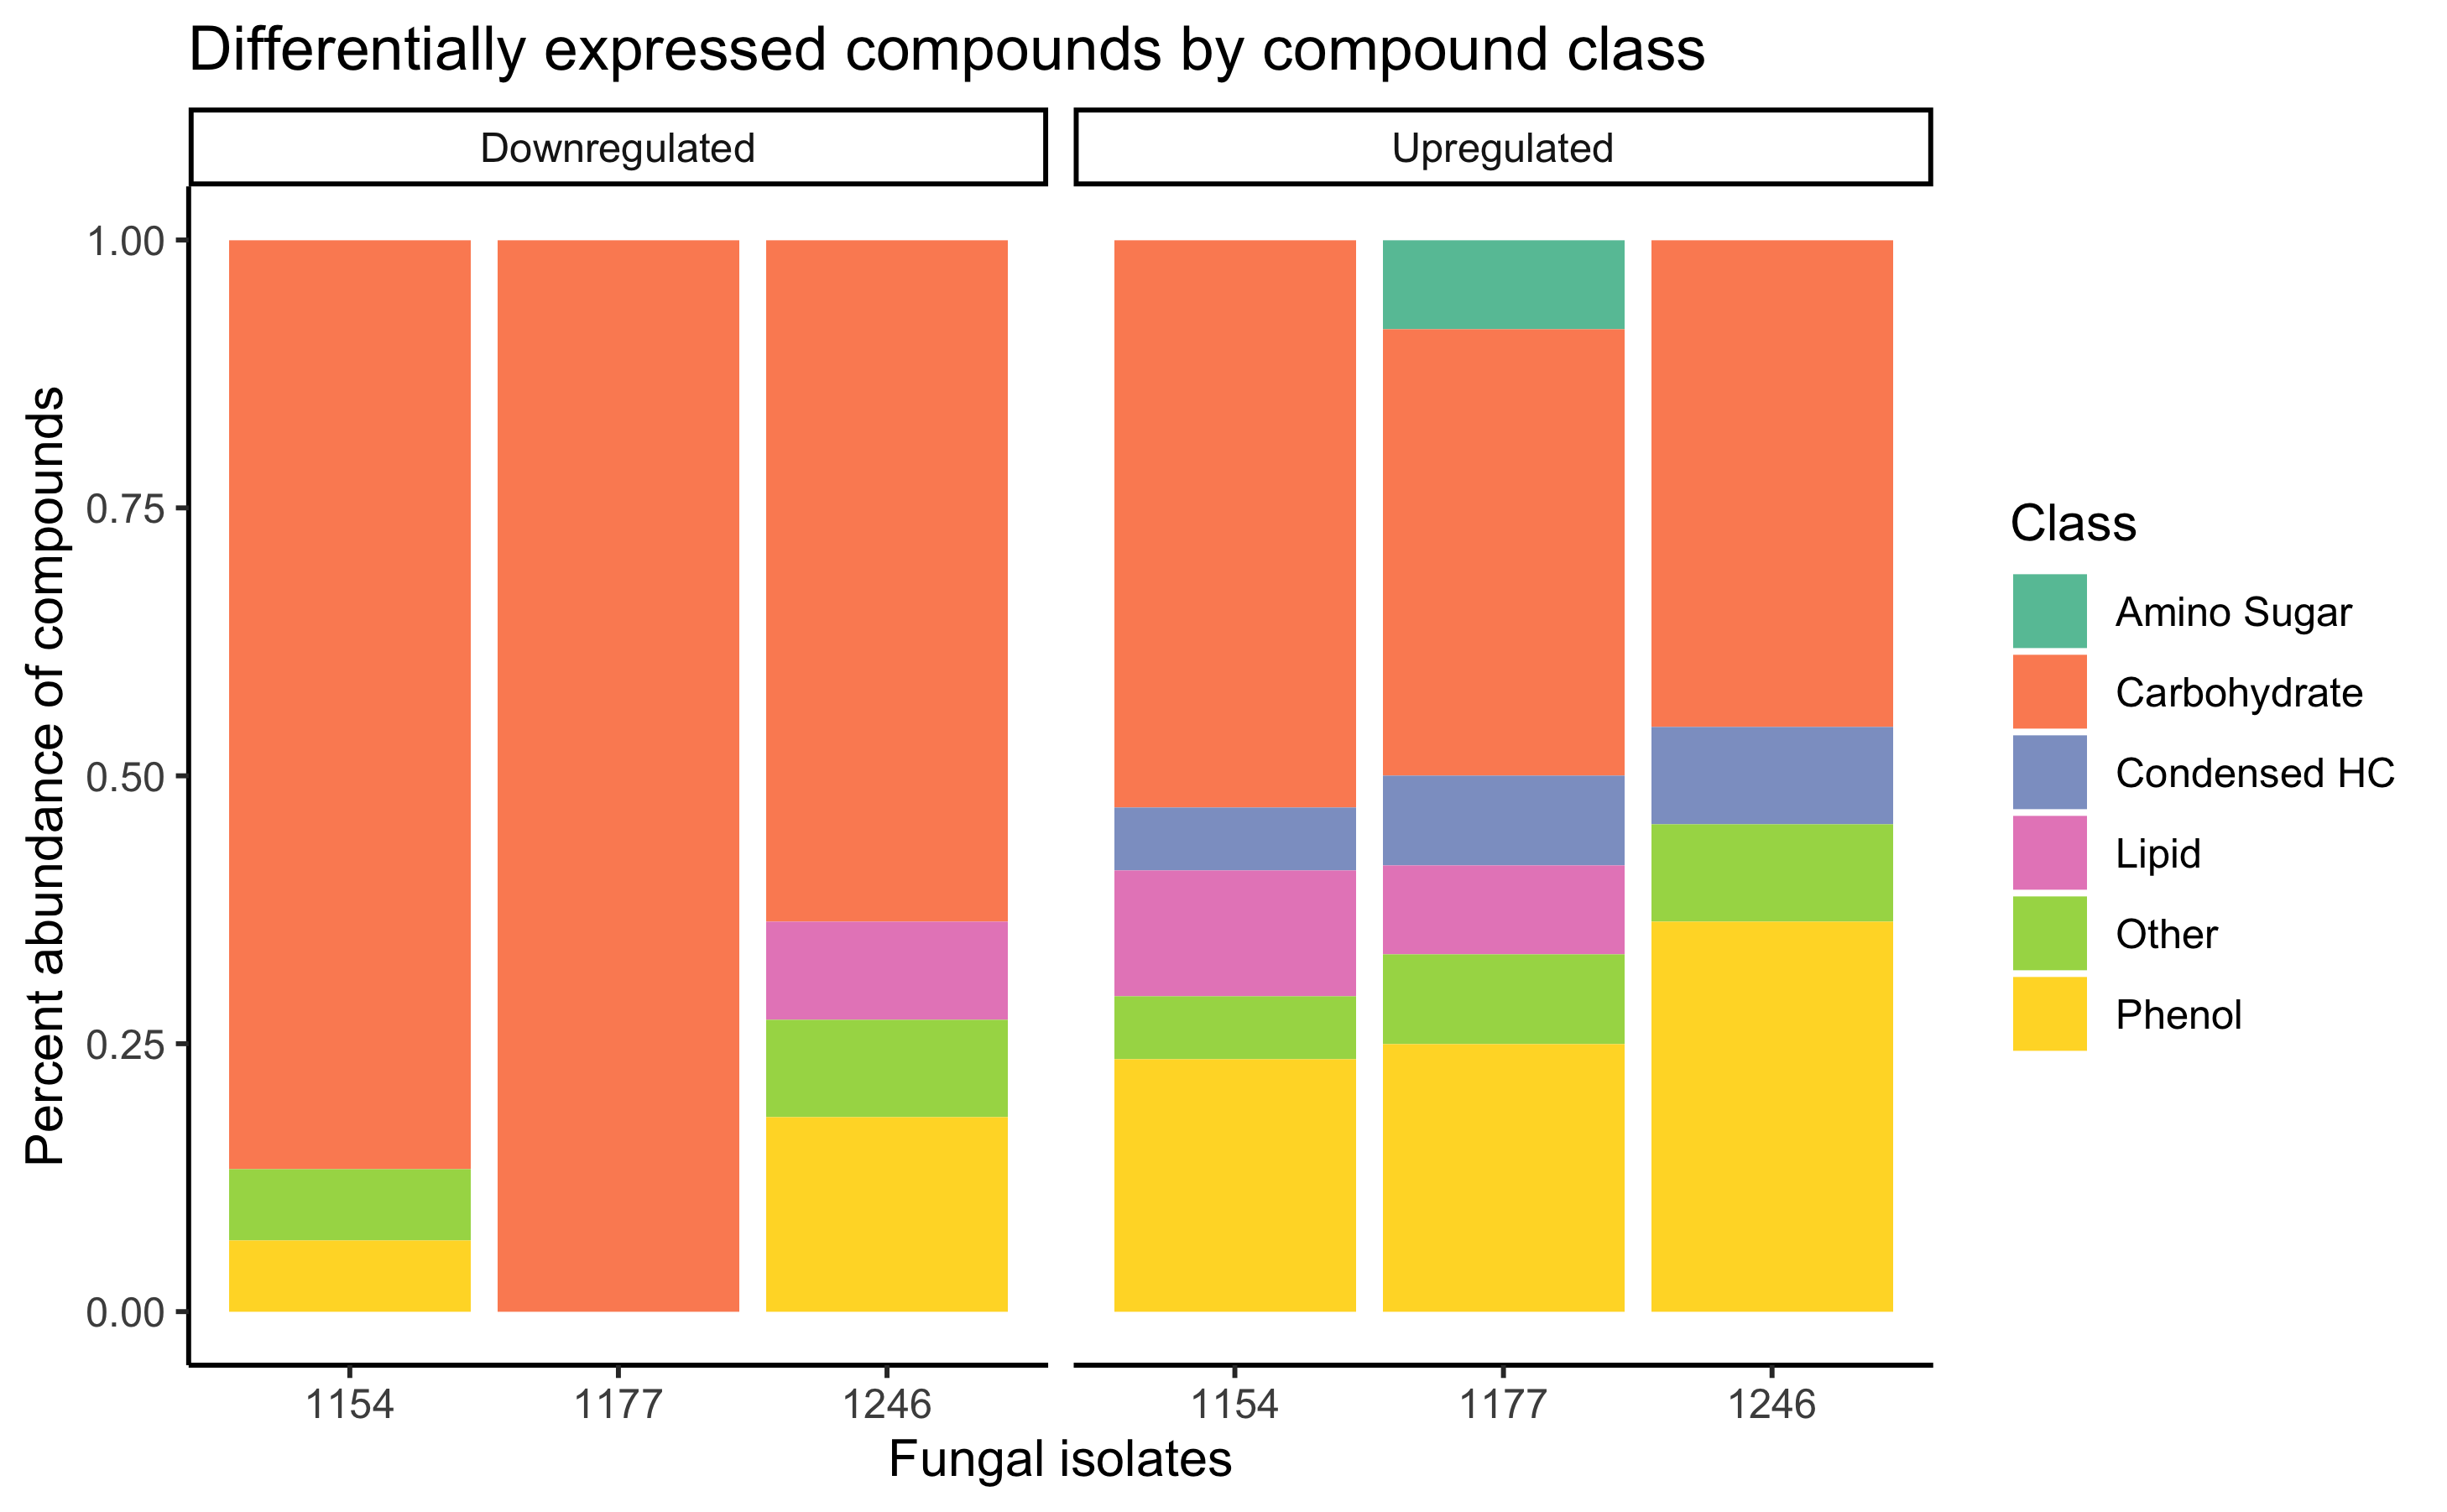 Differentially expressed compounds by compound class
Downregulated
Upregulated
Percent abundance of compounds
1.00
0.75
0.50
0.25
0.00
1154
1177
1246
1154
1177
1246
Fungal isolates
Class
Amino Sugar
Carbohydrate
Condensed HC
Lipid
Other
Phenol